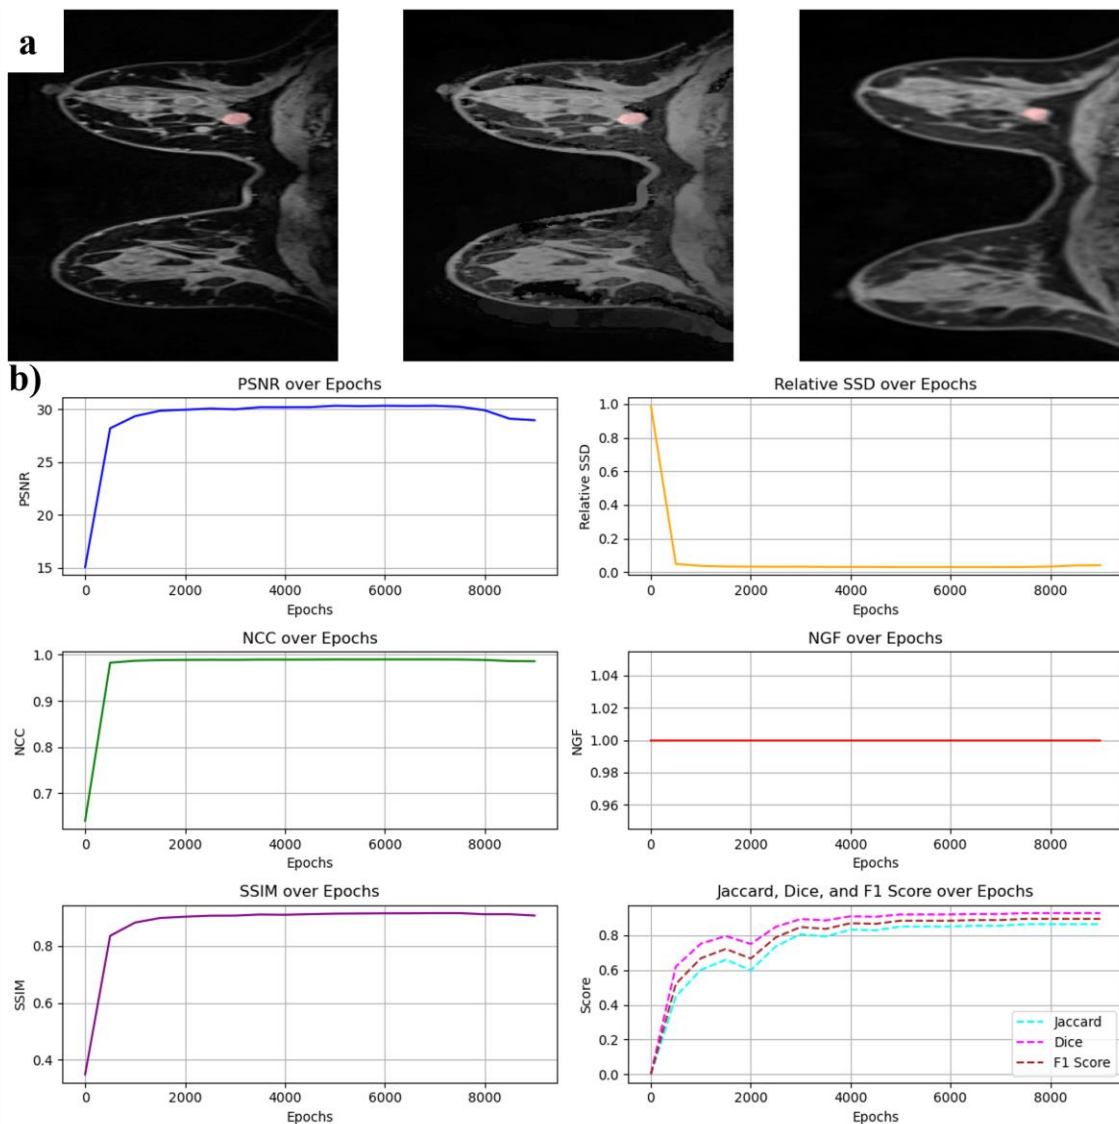 a
b)
PSNR over Epochs
PSNR
30
25
20
15
0 2000 4000 6000 8000
Epochs
Relative SSD over Epochs
Relative SSD
1.0
0.8
0.6
0.4
0.2
0.0
0 2000 4000 6000 8000
Epochs
NCC over Epochs
NCC
1.0
0.9
0.8
0.7
0 2000 4000 6000 8000
Epochs
NGF over Epochs
NGF
1.04
1.02
1.00
0.98
0.96
0 2000 4000 6000 8000
Epochs
SSIM over Epochs
SSIM
0.8
0.6
0.4
0 2000 4000 6000 8000
Epochs
Jaccard, Dice, and F1 Score over Epochs
Score
0.8
0.6
0.4
0.2
0.0
0 2000 4000 6000 8000
Epochs
Jaccard
Dice
F1 Score